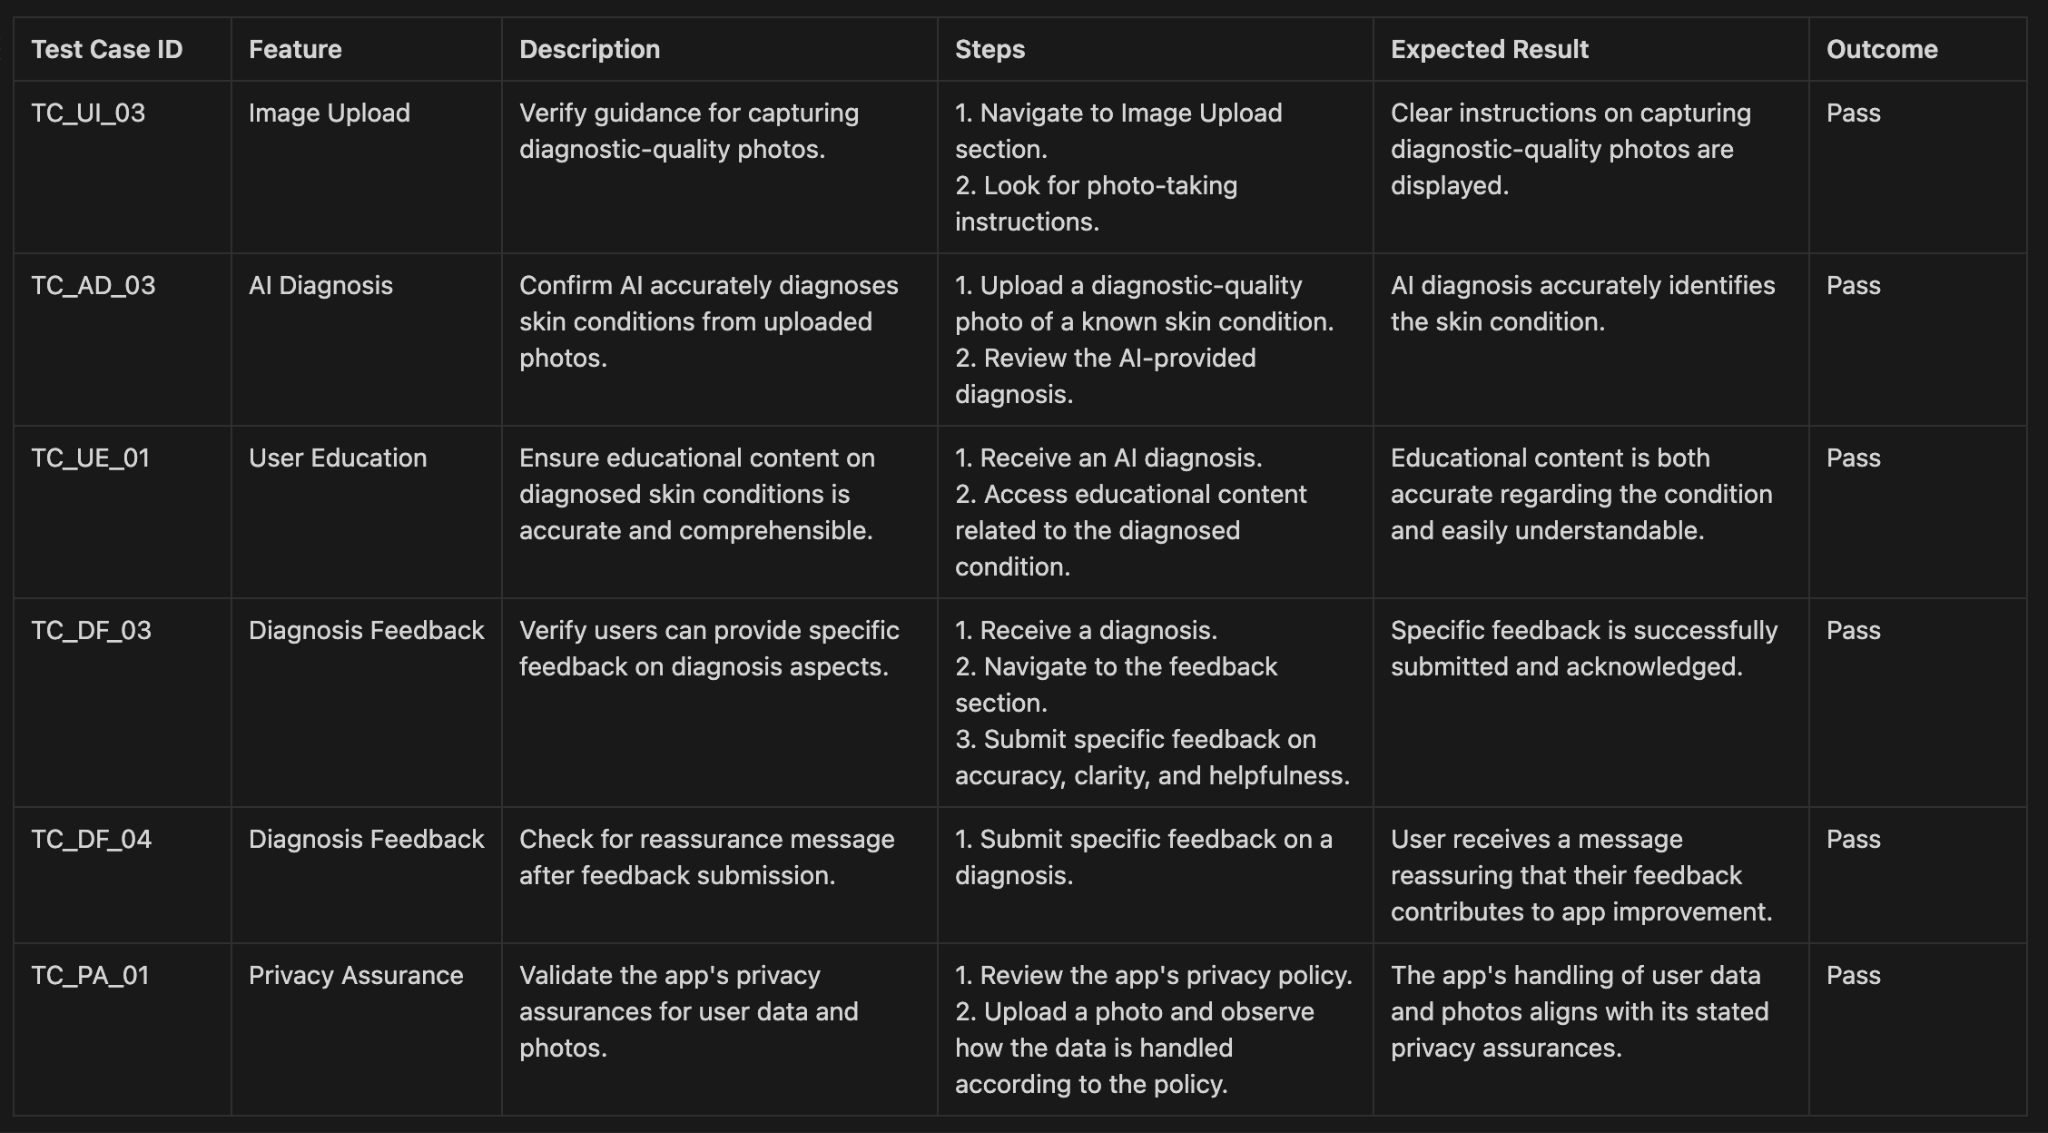 Test Case ID
Feature
Description
Steps
Expected Result
Outcome
TC_UI_03
Image Upload
Verify guidance for capturing
diagnostic-quality photos.
1. Navigate to Image Upload
section.
2. Look for photo-taking
instructions.
Clear instructions on capturing
diagnostic-quality photos are
displayed.
Pass
TC_AD_03
AI Diagnosis
Confirm AI accurately diagnoses
skin conditions from uploaded
photos.
1. Upload a diagnostic-quality
photo of a known skin condition.
2. Review the AI-provided
diagnosis.
AI diagnosis accurately identifies
the skin condition.
Pass
TC_UE_01
User Education
Ensure educational content on
diagnosed skin conditions is
accurate and comprehensible.
1. Receive an AI diagnosis.
2. Access educational content
related to the diagnosed
condition.
Educational content is both
accurate regarding the condition
and easily understandable.
Pass
TC_DF_03
Diagnosis Feedback
Verify users can provide specific
feedback on diagnosis aspects.
1. Receive a diagnosis.
2. Navigate to the feedback
section.
3. Submit specific feedback on
accuracy, clarity, and helpfulness.
Specific feedback is successfully
submitted and acknowledged.
Pass
TC_DF_04
Diagnosis Feedback
Check for reassurance message
after feedback submission.
1. Submit specific feedback on a
diagnosis.
User receives a message
reassuring that their feedback
contributes to app improvement.
Pass
TC_PA_01
Privacy Assurance
Validate the app's privacy
assurances for user data and
photos.
1. Review the app's privacy policy.
2. Upload a photo and observe
how the data is handled
according to the policy.
The app's handling of user data
and photos aligns with its stated
privacy assurances.
Pass